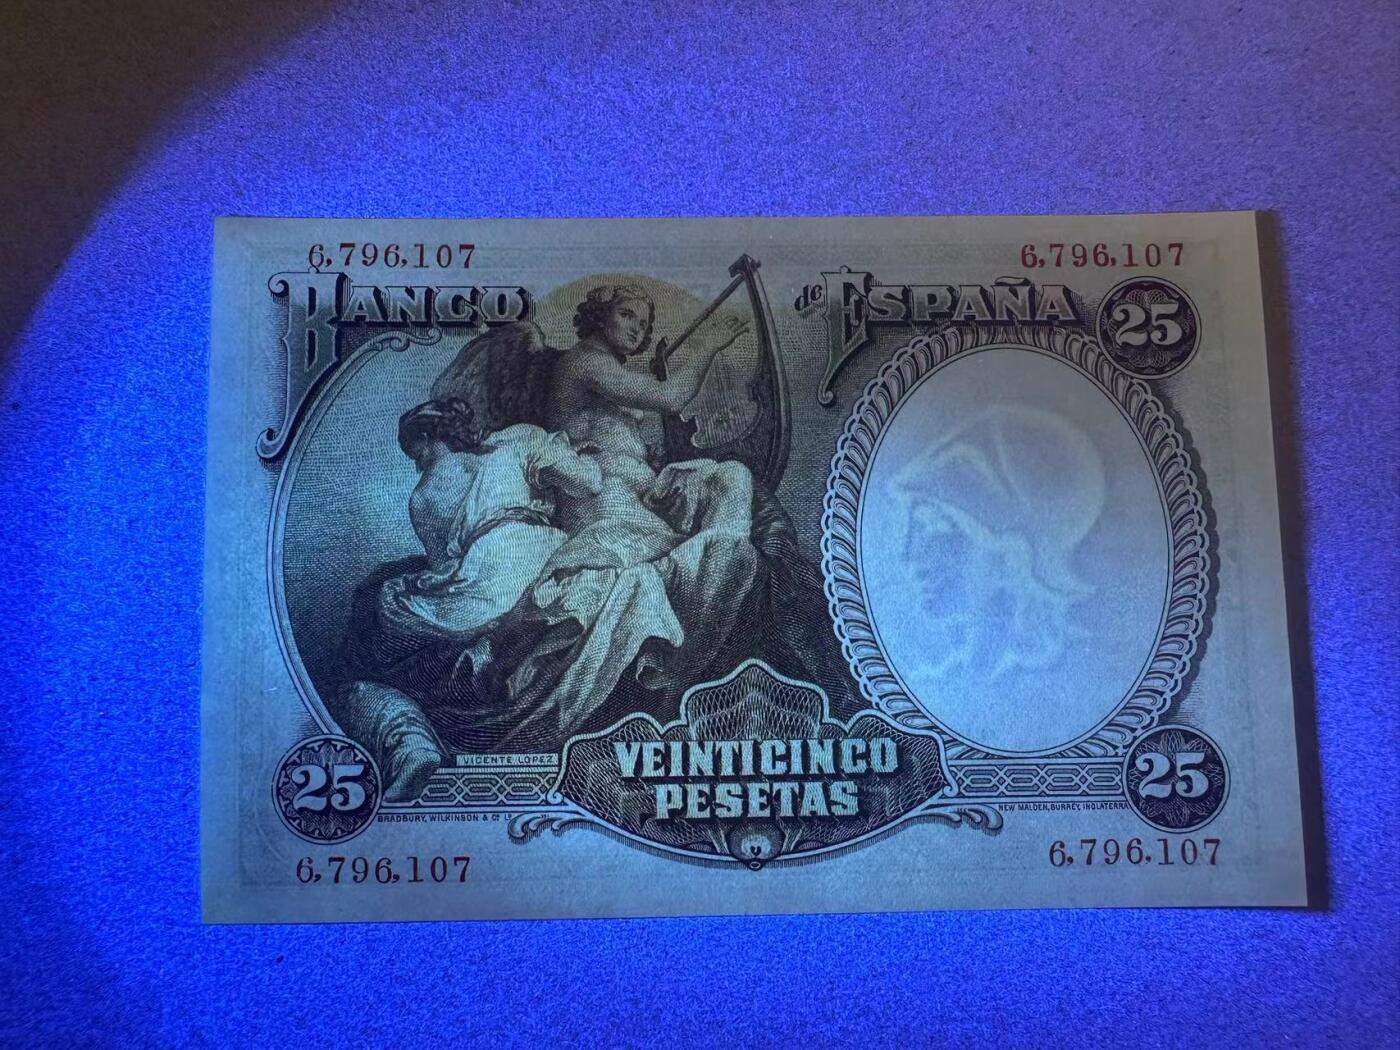 6,796,107 6,796,107
BANCO de ESPAÑA 25
VICENTE LOPEZ.
25 VEINTICINCO 25
PESETAS
BRADBURY, WILKINSON & Cº Lº NEW MALDEN, SURREY, INGLATERRA
6,796,107 6,796,107